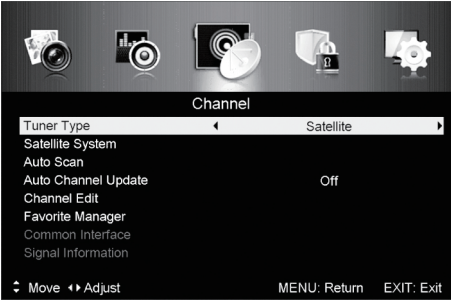 Channel
Tuner Type Satellite
Satellite System
Auto Scan
Auto Channel Update Off
Channel Edit
Favorite Manager
Common Interface
Signal Information
Move Adjust MENU: Return EXIT: Exit